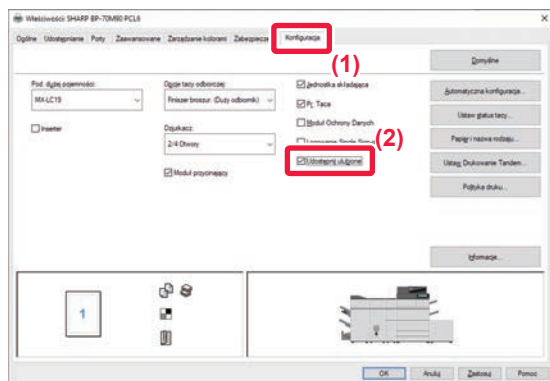 Właściwości: SHARP BP-70M90 PCL6
Ogólne Udostępnianie Porty Zaawansowane Zarządzanie kolorami Zabezpiecze Konfiguracja
(1)
Domyślne
Pod. dużej pojemności:
Opcje tacy odbiorczej:
Jednostka składająca
Automatyczna konfiguracja...
MX-LC19
Finiszer broszur. (Duży odbiornik)
Pr. Taca
Ustaw status tacy...
Inserter
Dziurkacz:
Moduł Ochrony Danych
Papier i nazwa rodzaju...
2/4 Otwory
(2)
Udostępnij ulubione
Ustaw Drukowanie Tandem...
Moduł przycinający
Polityka druku...
Informacje...
1
OK Anuluj Zastosuj Pomoc